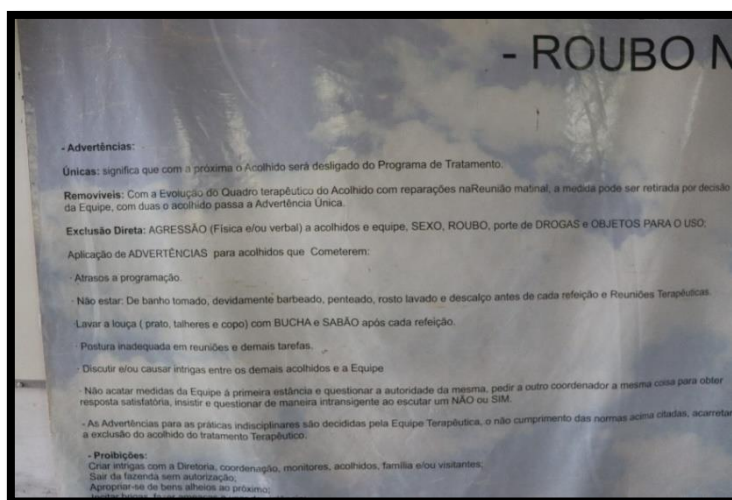 - ROUBO N
- Advertências:
Únicas: significa que com a próxima o Acolhido será desligado do Programa de Tratamento;
Removiveis: Com a Evolução do Quadro terapêutico do Acolhido com reparações naReunião matinal, a medida pode ser retirada por decisão
da Equipe, com duas o acolhido passa a Advertência Única.
Exclusão Direta: AGRESSÃO (Física e/ou verbal) a acolhidos e equipe, SEXO, ROUBO, porte de DROGAS e OBJETOS PARA O USO;
Aplicação de ADVERTÊNCIAS para acolhidos que Cometerem:
· Atrasos a programação.
· Não estar: De banho tomado, devidamente barbeado, penteado, rosto lavado e descalço antes de cada refeição e Reuniões Terapêuticas.
·Lavar a louça ( prato, talheres e copo) com BUCHA e SABÃO após cada refeição.
· Postura inadequada em reuniões e demais tarefas.
· Discutir e/ou causar intrigas entre os demais acolhidos e a Equipe
· Não acatar medidas da Equipe à primeira estância e questionar a autoridade da mesma, pedir a outro coordenador a mesma coisa para obter
resposta satisfatória, insistir e questionar de maneira intransigente ao escutar um NÃO ou SIM.
- As Advertências para as práticas indisciplinares são decididas pela Equipe Terapêutica, o não cumprimento das normas acima citadas, acarretar
a exclusão do acolhido do tratamento Terapêutico.
- Proibições:
Criar intrigas com a Diretoria, coordenação, monitores, acolhidos, família e/ou visitantes;
Sair da fazenda sem autorização;
Apropriar-se de bens alheios ao próximo;